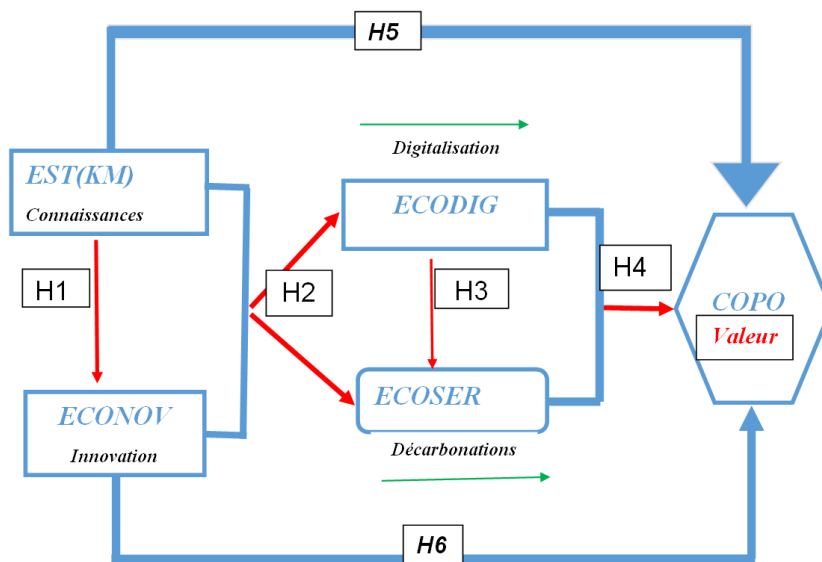 H5
Digitalisation
EST(KM)
Connaissances
ECODIG
H1
H2
H3
H4
COPO
Valeur
ECONOV
Innovation
ECOSER
Décarbonations
H6